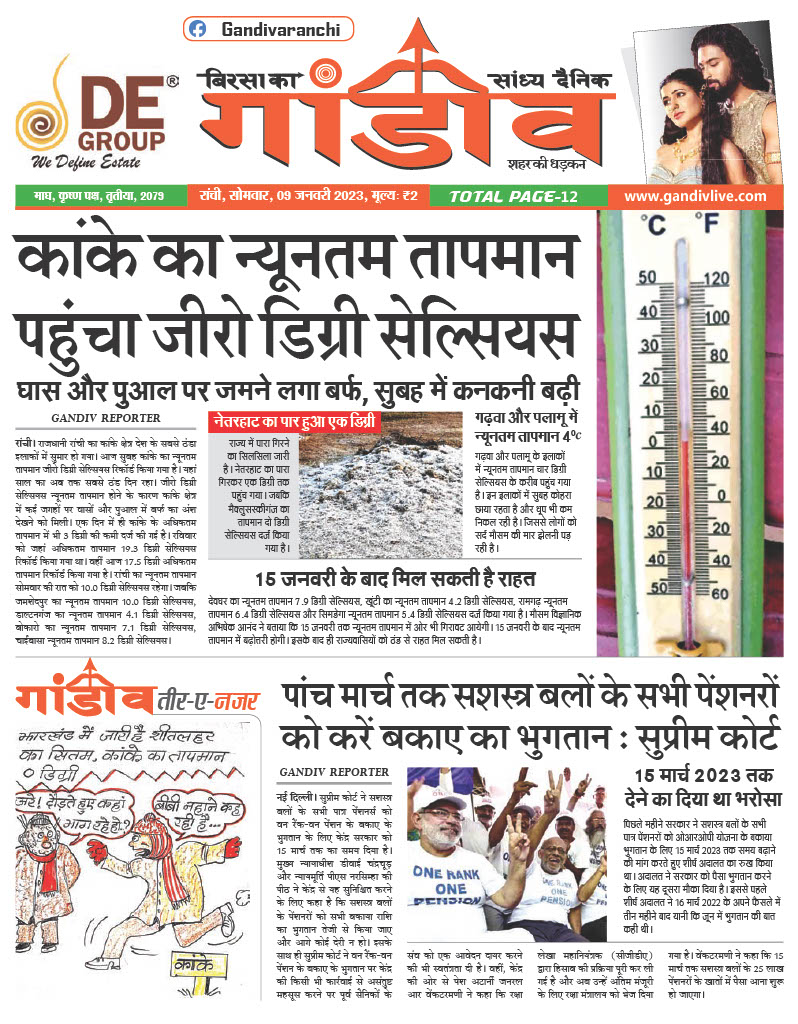 Gandivaranchi
DE ®
GROUP
We Define Estate
बिरसा का
सांध्य दैनिक
गांडीव
शहर की धड़कन
माघ, कृष्ण पक्ष, तृतीया, 2079
रांची, सोमवार, 09 जनवरी 2023, मूल्यः ₹2
TOTAL PAGE-12
www.gandivlive.com
कांके का न्यूनतम तापमान
पहुंचा जीरो डिग्री सेल्सियस
घास और पुआल पर जमने लगा बर्फ, सुबह में कनकनी बढ़ी
GANDIV REPORTER
रांची। राजधानी रांची का कांके क्षेत्र देश के सबसे ठंडा
इलाकों में सुमार हो गया। आज सुबह कांके का न्यूनतम
तापमान जीरो डिग्री सेल्सियस रिकॉर्ड किया गया है। यहां
साल का अब तक सबसे ठंड दिन रहा। जीरो डिग्री
सेल्सियस न्यूनतम तापमान होने के कारण कांके क्षेत्र
में कई जगहों पर घासों और पुआल में बर्फ का अंश
देखने को मिली। एक दिन में ही कांके के अधिकतम
तापमान में भी 3 डिग्री की कमी दर्ज की गई है। रविवार
को जहां अधिकतम तापमान 19.3 डिग्री सेल्सियस
रिकॉर्ड किया गया था। वहीं आज 17.5 डिग्री अधिकतम
तापमान रिकॉर्ड किया गया है। रांची का न्यूनतम तापमान
सोमवार की रात को 10.0 डिग्री सेल्सियस रहेगा। जबकि
जमशेदपुर का न्यूनतम तापमान 10.0 डिग्री सेल्सियस,
डाल्टनगंज का न्यूनतम तापमान 4.1 डिग्री सेल्सियस,
बोकारो का न्यूनतम तापमान 7.1 डिग्री सेल्सियस,
चाईबासा न्यूनतम तापमान 8.2 डिग्री सेल्सियस।
नेतरहाट का पार हुआ एक डिग्री
राज्य में पारा गिरने
का सिलसिला जारी
है। नेतरहाट का पारा
गिरकर एक डिग्री तक
पहुंच गया। जबकि
मैक्लुसस्कीगंज का
तापमान दो डिग्री
सेल्सियस दर्ज किया
गया है।
गढ़वा और पलामू में
न्यूनतम तापमान 4°c
गढ़वा और पलामू के इलाकों
में न्यूनतम तापमान चार डिग्री
सेल्सियस के करीब पहुंच गया
है। इन इलाकों में सुबह कोहरा
छाया रहता है और धूप भी कम
निकल रही है। जिससे लोगों को
सर्द मौसम की मार झेलनी पड़
रही है।
15 जनवरी के बाद मिल सकती है राहत
देवघर का न्यूनतम तापमान 7.9 डिग्री सेल्सियस, खूंटी का न्यूनतम तापमान 4.2 डिग्री सेल्सियस, रामगढ़ न्यूनतम
तापमान 6.4 डिग्री सेल्सियस और सिमडेगा न्यूनतम तापमान 5.4 डिग्री सेल्सियस दर्ज किया गया है। मौसम विज्ञानिक
अभिषेक आनंद ने बताया कि 15 जनवरी तक न्यूनतम तापमान में ओर भी गिरावट आयेगी। 15 जनवरी के बाद न्यूनतम
तापमान में बढ़ोत्तरी होगी। इसके बाद ही राज्यवासियों को ठंड से राहत मिल सकती है।
°C °F
50 120
40 100
30 80
20 60
10 40
0
20
10 0
20 20
30
40 40
50 60
गांडीव तीर-ए-नजर
झारखंड में जारी है शीतलहर
का सितम, कांके का तापमान
0 डिग्री
अरे! दौड़ते हुए कहां
भाग रहे हो?
बीबी नहाने कह
रही है...
कांके
पांच मार्च तक सशस्त्र बलों के सभी पेंशनरों
को करें बकाए का भुगतान : सुप्रीम कोर्ट
GANDIV REPORTER
नई दिल्ली। सुप्रीम कोर्ट ने सशस्त्र
बलों के सभी पात्र पेंशनर्स को
वन रैंक-वन पेंशन के बकाए के
भुगतान के लिए केंद्र सरकार को
15 मार्च तक का समय दिया है।
मुख्य न्यायाधीश डीवाई चंद्रचूड़
और न्यायमूर्ति पीएस नरसिम्हा की
पीठ ने केंद्र से यह सुनिश्चित करने
के लिए कहा है कि सशस्त्र बलों
के पेंशनरों को सभी बकाया राशि
का भुगतान तेजी से किया जाए
और आगे कोई देरी न हो। इसके
साथ ही सुप्रीम कोर्ट ने वन रैंक-वन
पेंशन के बकाए के भुगतान पर केंद्र
की किसी भी कार्रवाई से असंतुष्ट
महसूस करने पर पूर्व सैनिकों के
ONE RANK
ONE
PENSION
संघ को एक आवेदन दायर करने
की भी स्वतंत्रता दी है। वहीं, केंद्र
की ओर से पेश अटार्नी जनरल
आर वेंकटरमणी ने कहा कि रक्षा
लेखा महानियंत्रक (सीजीडीए)
द्वारा हिसाब की प्रक्रिया पूरी कर ली
गई है और अब उन्हें अंतिम मंजूरी
के लिए रक्षा मंत्रालय को भेज दिया
गया है। वेंकटरमणी ने कहा कि 15
मार्च तक सशस्त्र बलों के 25 लाख
पेंशनरों के खातों में पैसा आना शुरू
हो जाएगा।
15 मार्च 2023 तक
देने का दिया था भरोसा
पिछले महीने सरकार ने सशस्त्र बलों के सभी
पात्र पेंशनरों को ओआरओपी योजना के बकाया
भुगतान के लिए 15 मार्च 2023 तक समय बढ़ाने
की मांग करते हुए शीर्ष अदालत का रुख किया
था। अदालत ने सरकार को पैसा भुगतान करने
के लिए यह दूसरा मौका दिया है। इससे पहले
शीर्ष अदालत ने 16 मार्च 2022 के अपने फैसले में
तीन महीने बाद यानी कि जून में भुगतान की बात
कही थी।